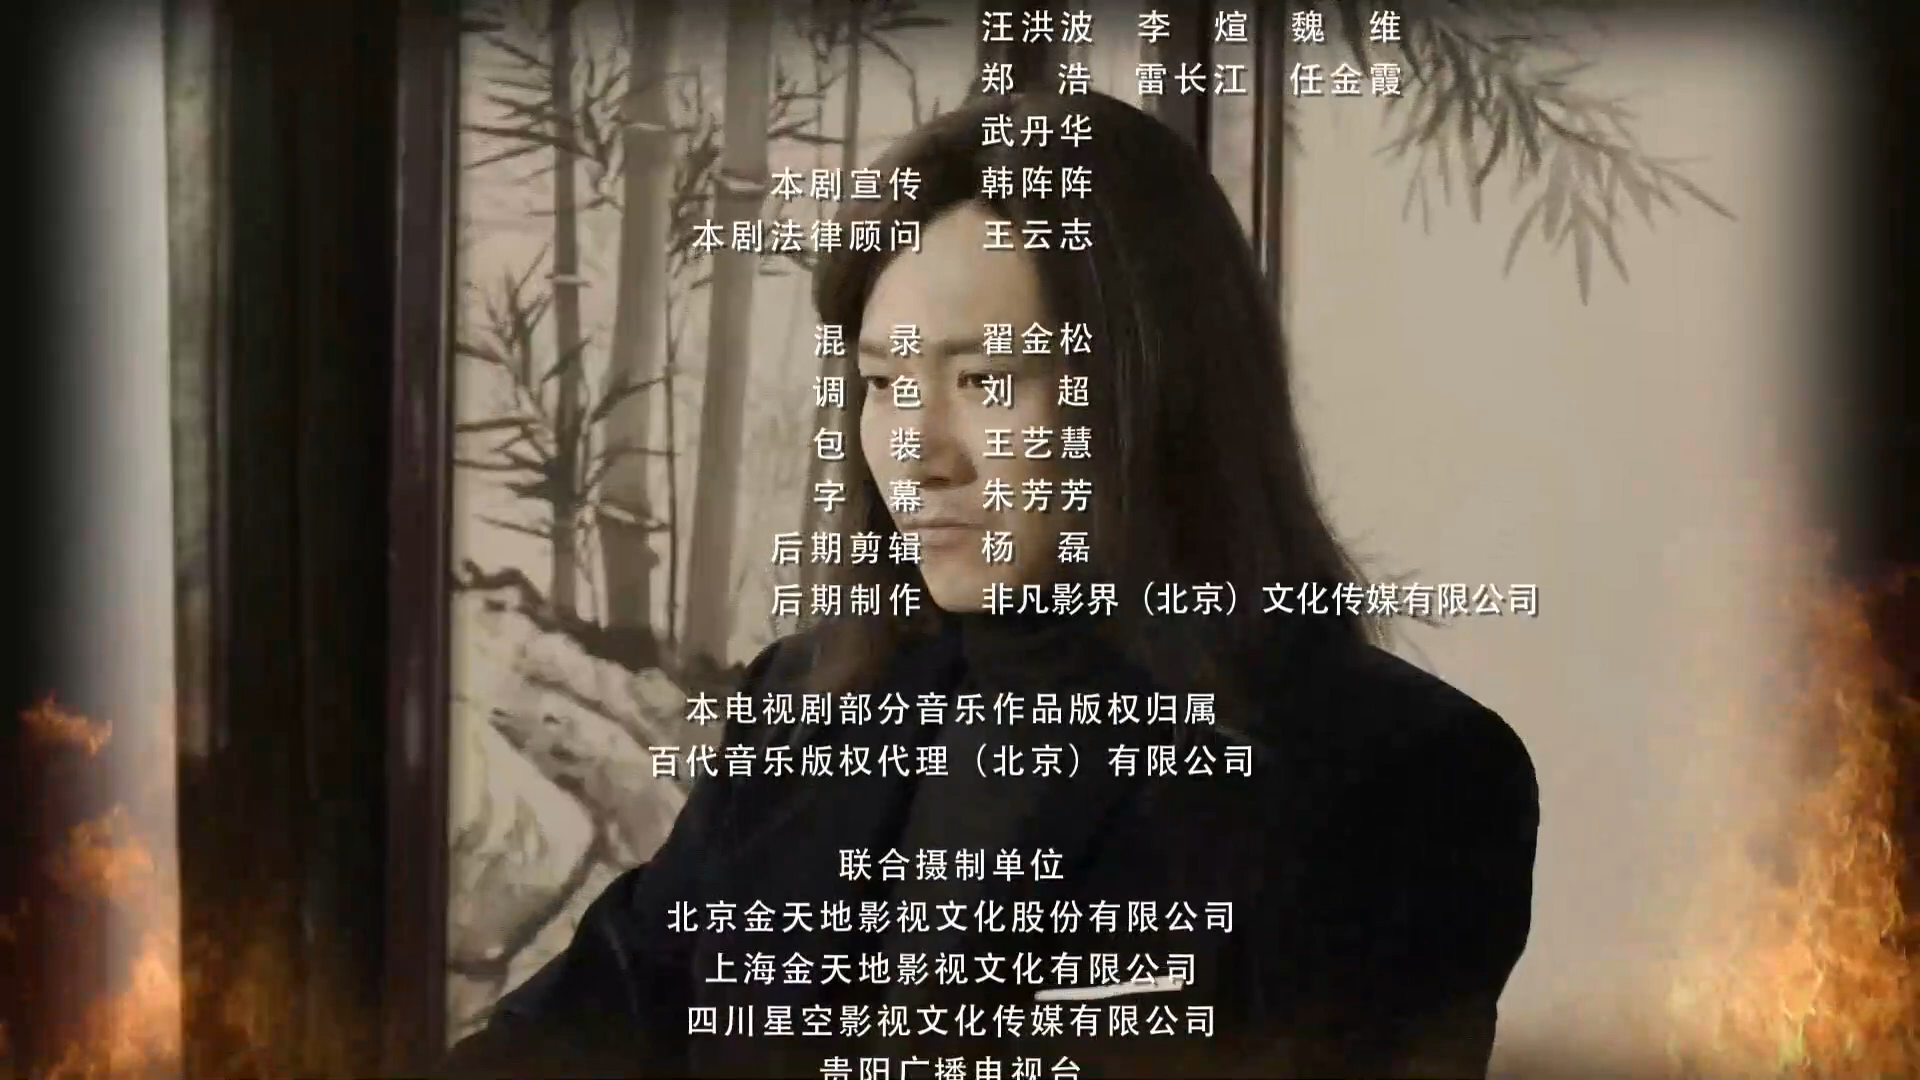 汪洪波 李煊 魏维
郑浩 雷长江 任金霞
武丹华
本剧宣传 韩阵阵
本剧法律顾问 王云志
混录 翟金松
调色 刘超
包装 王艺慧
字幕 朱芳芳
后期剪辑 杨磊
后期制作 非凡影界（北京）文化传媒有限公司
本电视剧部分音乐作品版权归属
百代音乐版权代理（北京）有限公司
联合摄制单位
北京金天地影视文化股份有限公司
上海金天地影视文化有限公司
四川星空影视文化传媒有限公司
贵阳广播电视台